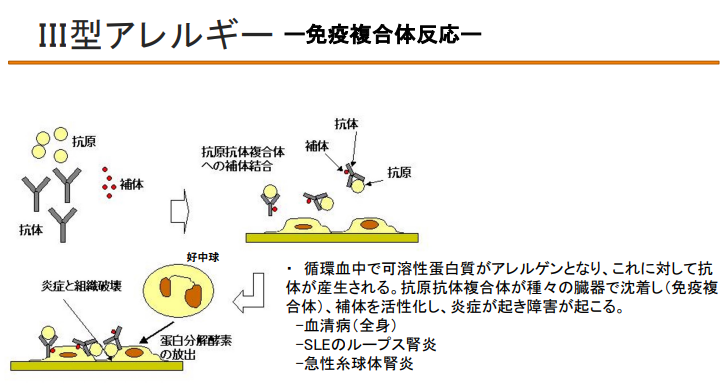 III型アレルギー ―免疫複合体反応―
抗原
補体
抗体
抗原抗体複合体
への補体結合
抗体
補体
抗原
好中球
炎症と組織破壊
蛋白分解酵素
の放出
・ 循環血中で可溶性蛋白質がアレルゲンとなり、これに対して抗
体が産生される。抗原抗体複合体が種々の臓器で沈着し（免疫複
合体）、補体を活性化し、炎症が起き障害が起こる。
－血清病（全身）
－SLEのループス腎炎
－急性糸球体腎炎